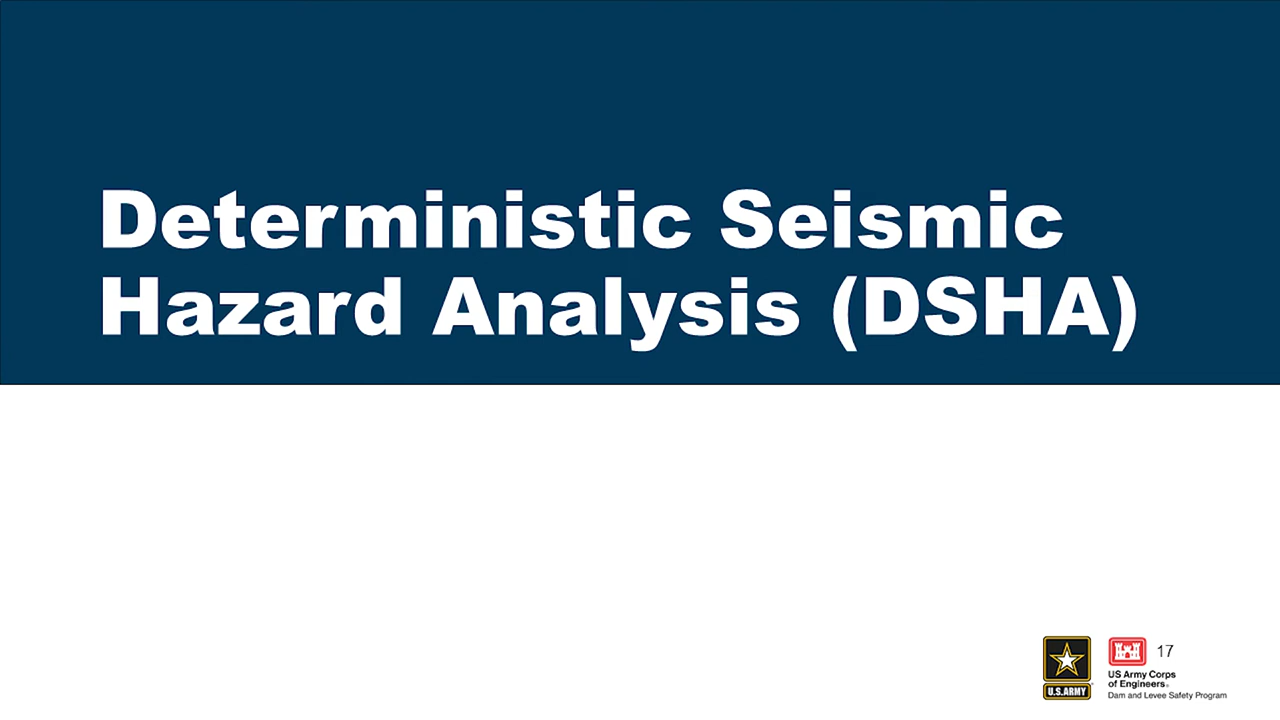 Deterministic Seismic
Hazard Analysis (DSHA)
17
U.S.ARMY
US Army Corps
of Engineers®
Dam and Levee Safety Program